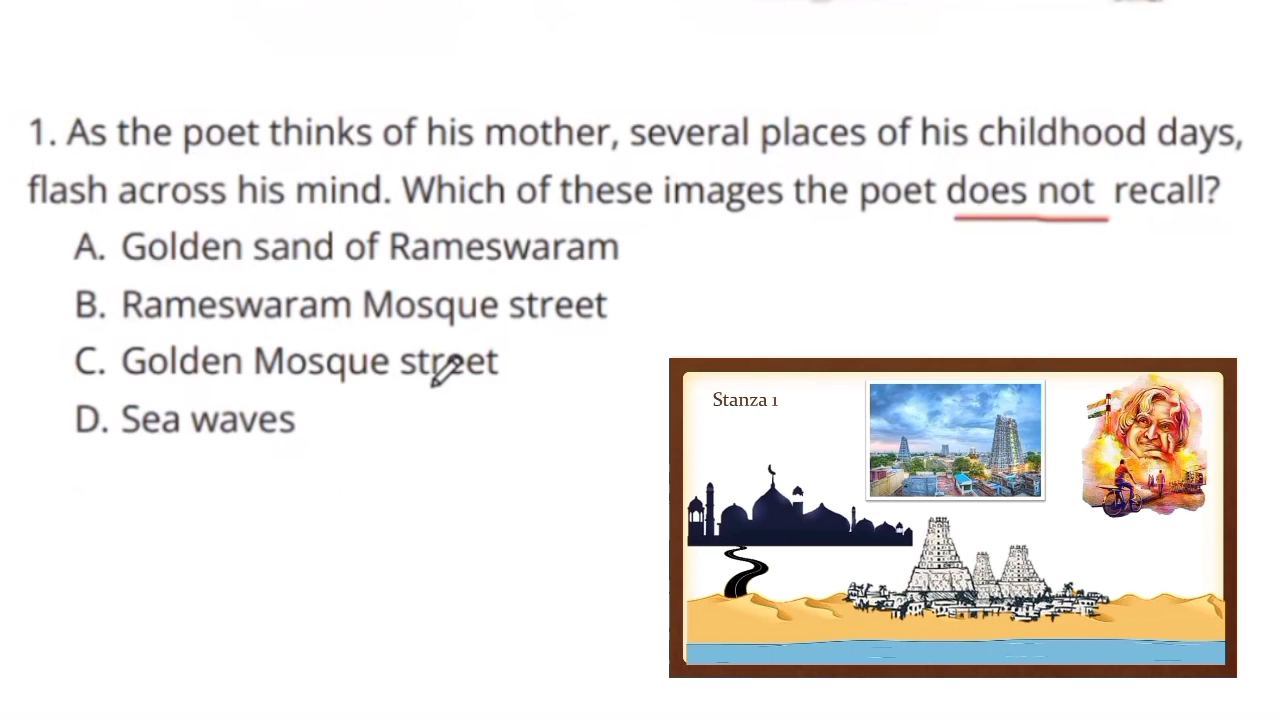 1. As the poet thinks of his mother, several places of his childhood days,
flash across his mind. Which of these images the poet does not recall?
A. Golden sand of Rameswaram
B. Rameswaram Mosque street
C. Golden Mosque street
D. Sea waves
Stanza 1